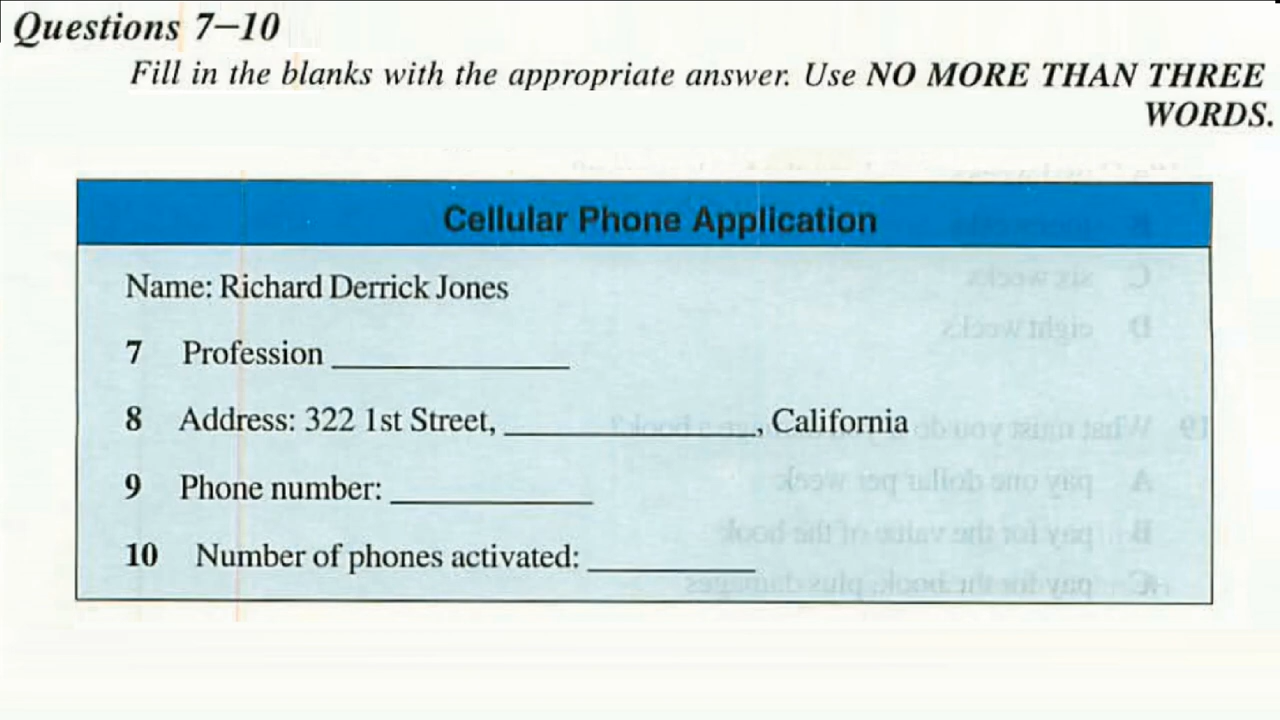 Questions 7–10
Fill in the blanks with the appropriate answer. Use NO MORE THAN THREE
WORDS.
Cellular Phone Application
Name: Richard Derrick Jones
7 Profession
8 Address: 322 1st Street, , California
9 Phone number:
10 Number of phones activated: